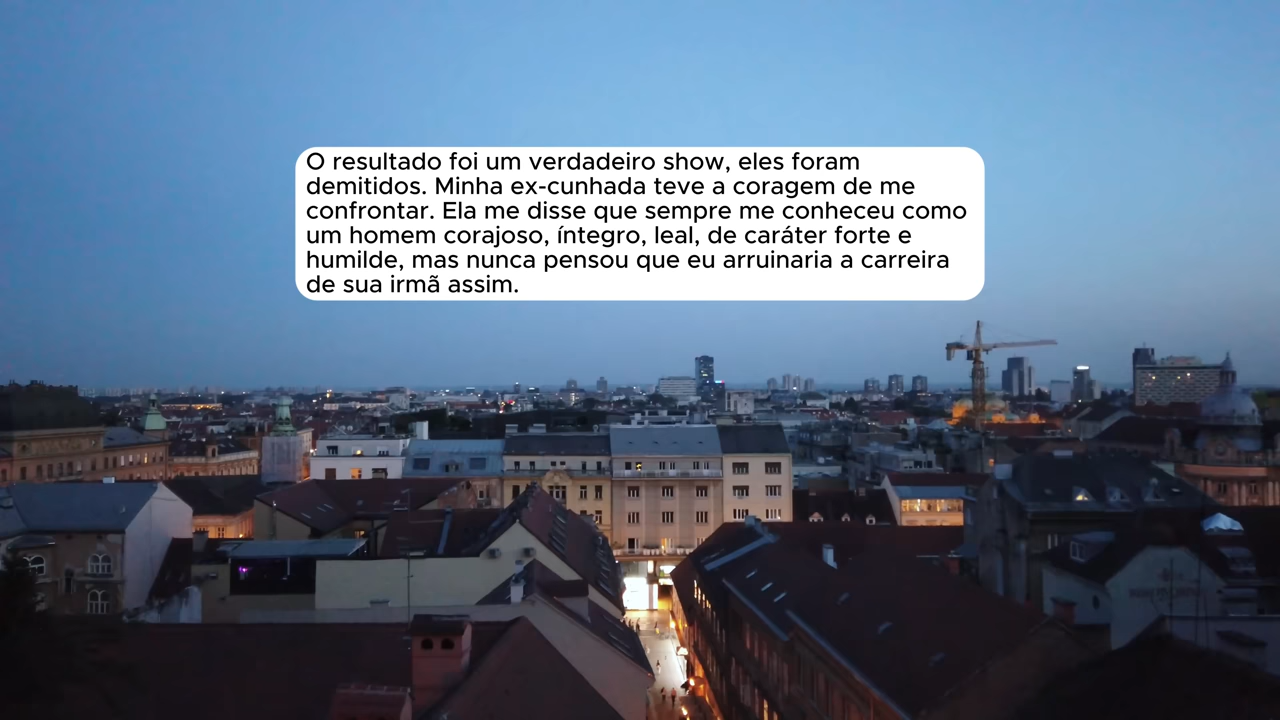 O resultado foi um verdadeiro show, eles foram
demitidos. Minha ex-cunhada teve a coragem de me
confrontar. Ela me disse que sempre me conheceu como
um homem corajoso, íntegro, leal, de caráter forte e
humilde, mas nunca pensou que eu arruinaria a carreira
de sua irmã assim.